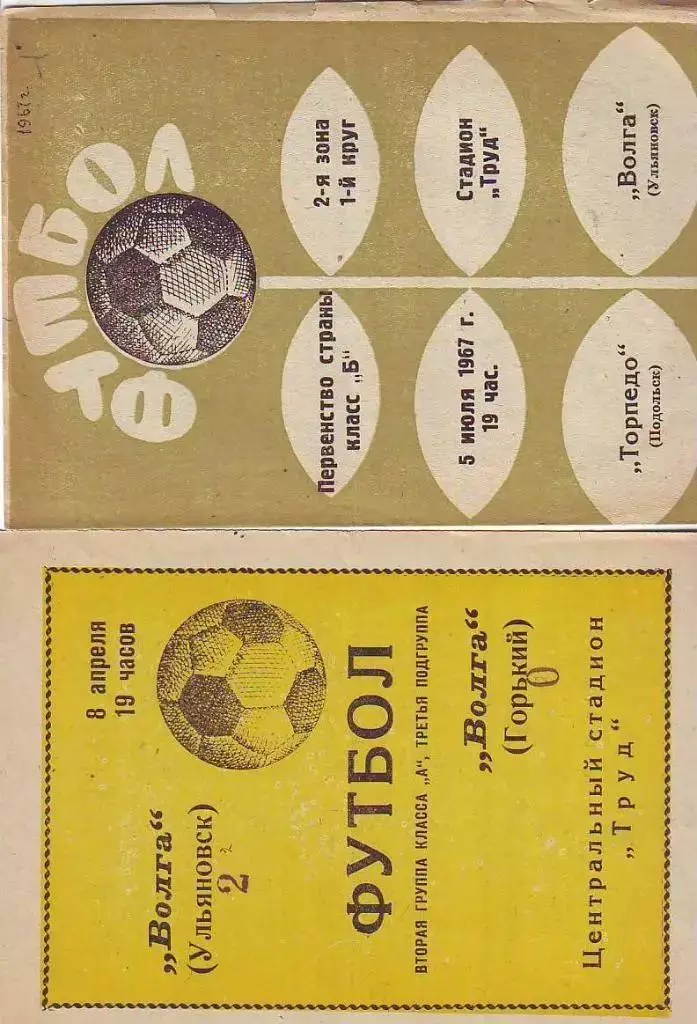 1967 г.
ФУТБОЛ
Первенство страны
класс „Б“
2-я зона
1-й круг
5 июля 1967 г.
19 час.
Стадион
„Труд“
„Торпедо“
(Подольск)
„Волга“
(Ульяновск)
8 апреля
19 часов
„Волга“
(Ульяновск)
2
2
ФУТБОЛ
ВТОРАЯ ГРУППА КЛАССА „А“, ТРЕТЬЯ ПОДГРУППА
„Волга“
(Горький)
0
Центральный стадион
„Труд“